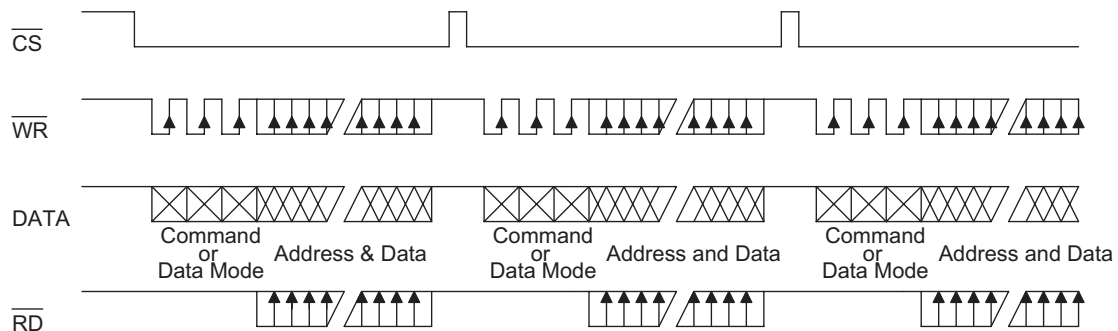 CS
WR
DATA
Command
or
Data Mode
Address & Data
Command
or
Data Mode
Address and Data
Command
or
Data Mode
Address and Data
RD